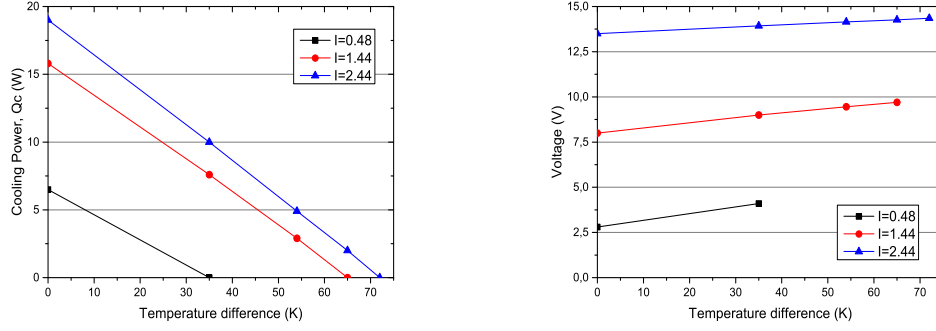 20
15
10
5
0
Cooling Power, Qc (W)
I=0.48
I=1.44
I=2.44
0 10 20 30 40 50 60 70
Temperature difference (K)
15,0
12,5
10,0
7,5
5,0
2,5
0,0
Voltage (V)
I=0.48
I=1.44
I=2.44
0 10 20 30 40 50 60 70
Temperature difference (K)